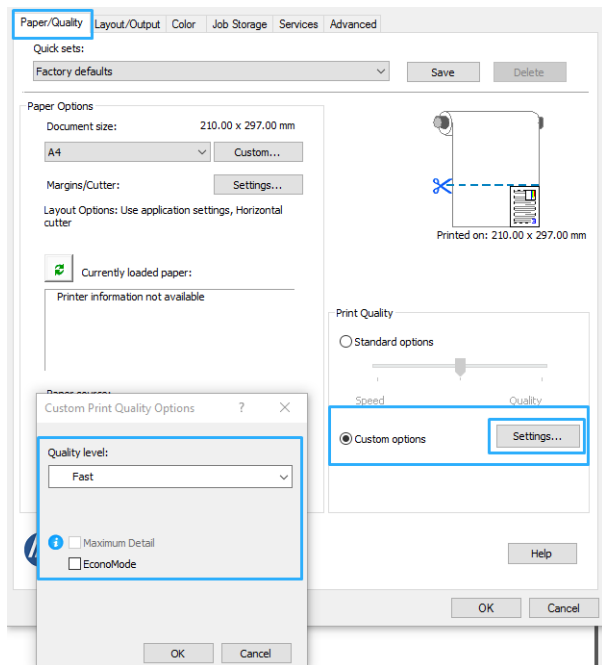 Paper/Quality Layout/Output Color Job Storage Services Advanced
Quick sets:
Factory defaults Save Delete
Paper Options
Document size: 210.00 x 297.00 mm
A4 Custom...
Margins/Cutter: Settings...
Layout Options: Use application settings, Horizontal
cutter
Printed on: 210.00 x 297.00 mm
Currently loaded paper:
Printer information not available
Print Quality
Standard options
Speed Quality
Custom options Settings...
Paper source:
Custom Print Quality Options ?
Quality level:
Fast
Maximum Detail
EconoMode
OK Cancel
Help
OK Cancel